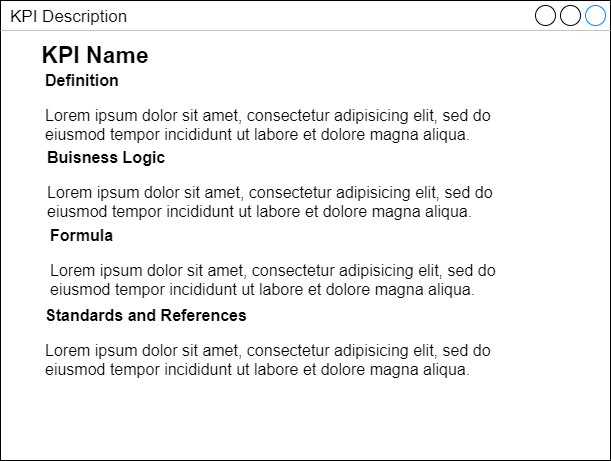 KPI Description
KPI Name
Definition
Lorem ipsum dolor sit amet, consectetur adipisicing elit, sed do
eiusmod tempor incididunt ut labore et dolore magna aliqua.
Buisness Logic
Lorem ipsum dolor sit amet, consectetur adipisicing elit, sed do
eiusmod tempor incididunt ut labore et dolore magna aliqua.
Formula
Lorem ipsum dolor sit amet, consectetur adipisicing elit, sed do
eiusmod tempor incididunt ut labore et dolore magna aliqua.
Standards and References
Lorem ipsum dolor sit amet, consectetur adipisicing elit, sed do
eiusmod tempor incididunt ut labore et dolore magna aliqua.